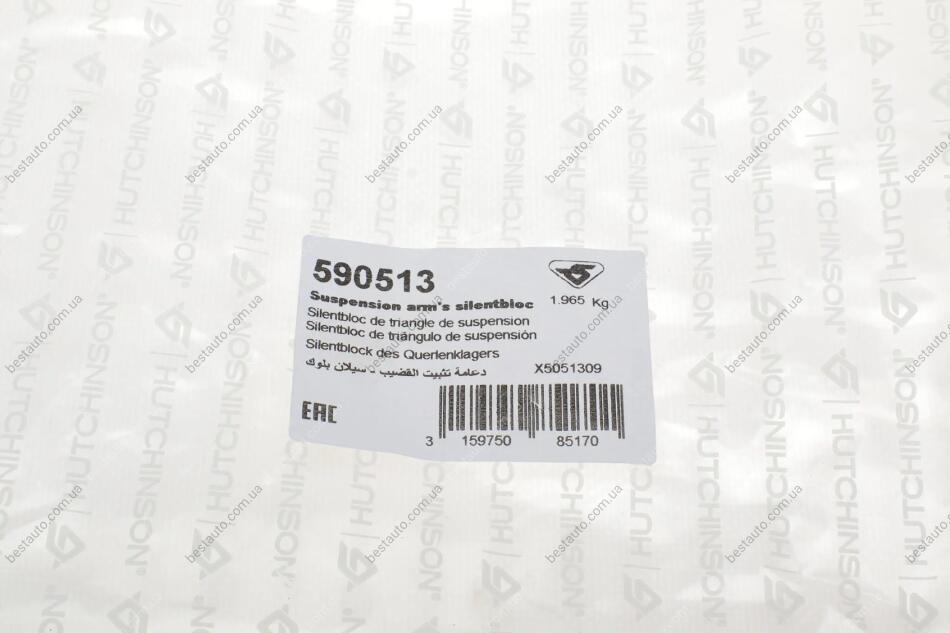 590513
1.965 Kg
Suspension arm's silentbloc
Silentbloc de triangle de suspension
Silentbloc de triángulo de suspensión
Silentblock des Querlenklagers
دعامة تثبيت القضيب - سيلان بلوك
X5051309
EAC
3 159750 85170
HUTCHINSON
bestauto.com.ua